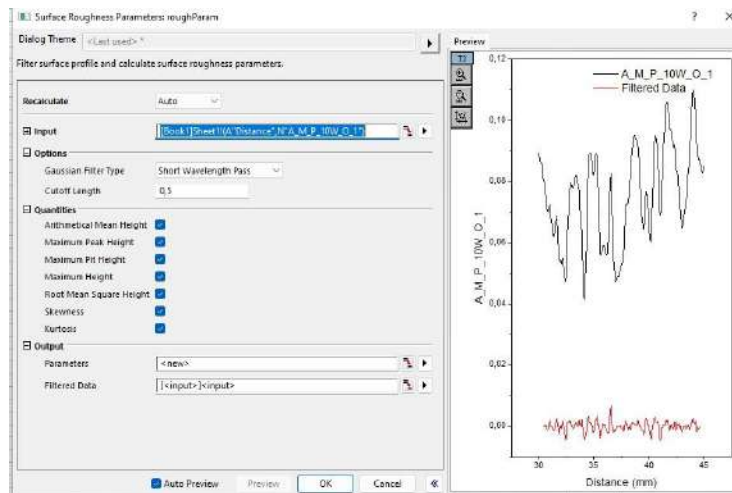 Surface Roughness Parameters: roughParam
? ×
Dialog Theme <Last used> *
Filter surface profile and calculate surface roughness parameters.
Recalculate Auto
Input [Book1]Sheet1!(A"Distance",N"A_M_P_10W_O_1")
Options
Gaussian Filter Type Short Wavelength Pass
Cutoff Length 0,5
Quantities
Arithmetical Mean Height
Maximum Peak Height
Maximum Pit Height
Maximum Height
Root Mean Square Height
Skewness
Kurtosis
Output
Parameters <new>
Filtered Data [<input>]<input>
Auto Preview Preview OK Cancel «
Preview
0,12
0,10
0,08
0,06
0,04
0,02
0,00
A_M_P_10W_O_1
A_M_P_10W_O_1
Filtered Data
30 35 40 45
Distance (mm)